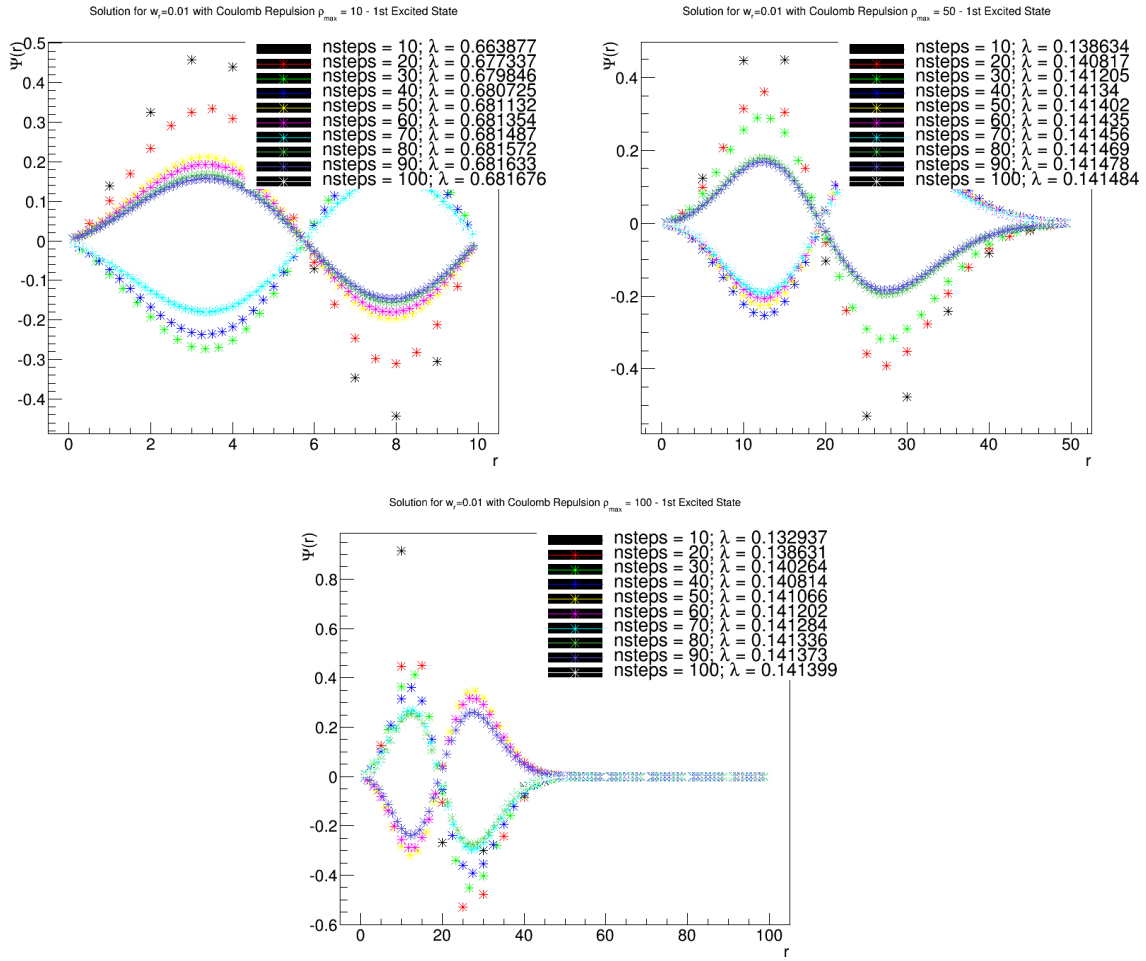 Solution for w_r=0.01 with Coulomb Repulsion ρ_max = 10 - 1st Excited State
Ψ(r)
0.5
0.4
0.3
0.2
0.1
0
-0.1
-0.2
-0.3
-0.4
nsteps = 10; λ = 0.663877
nsteps = 20; λ = 0.677337
nsteps = 30; λ = 0.679846
nsteps = 40; λ = 0.680725
nsteps = 50; λ = 0.681132
nsteps = 60; λ = 0.681354
nsteps = 70; λ = 0.681487
nsteps = 80; λ = 0.681572
nsteps = 90; λ = 0.681633
nsteps = 100; λ = 0.681676
0 2 4 6 8 10
r
Solution for w_r=0.01 with Coulomb Repulsion ρ_max = 50 - 1st Excited State
Ψ(r)
0.4
0.2
0
-0.2
-0.4
nsteps = 10; λ = 0.138634
nsteps = 20; λ = 0.140817
nsteps = 30; λ = 0.141205
nsteps = 40; λ = 0.14134
nsteps = 50; λ = 0.141402
nsteps = 60; λ = 0.141435
nsteps = 70; λ = 0.141456
nsteps = 80; λ = 0.141469
nsteps = 90; λ = 0.141478
nsteps = 100; λ = 0.141484
0 10 20 30 40 50
r
Solution for w_r=0.01 with Coulomb Repulsion ρ_max = 100 - 1st Excited State
Ψ(r)
0.8
0.6
0.4
0.2
0
-0.2
-0.4
-0.6
nsteps = 10; λ = 0.132937
nsteps = 20; λ = 0.138631
nsteps = 30; λ = 0.140264
nsteps = 40; λ = 0.140814
nsteps = 50; λ = 0.141066
nsteps = 60; λ = 0.141202
nsteps = 70; λ = 0.141284
nsteps = 80; λ = 0.141336
nsteps = 90; λ = 0.141373
nsteps = 100; λ = 0.141399
0 20 40 60 80 100
r